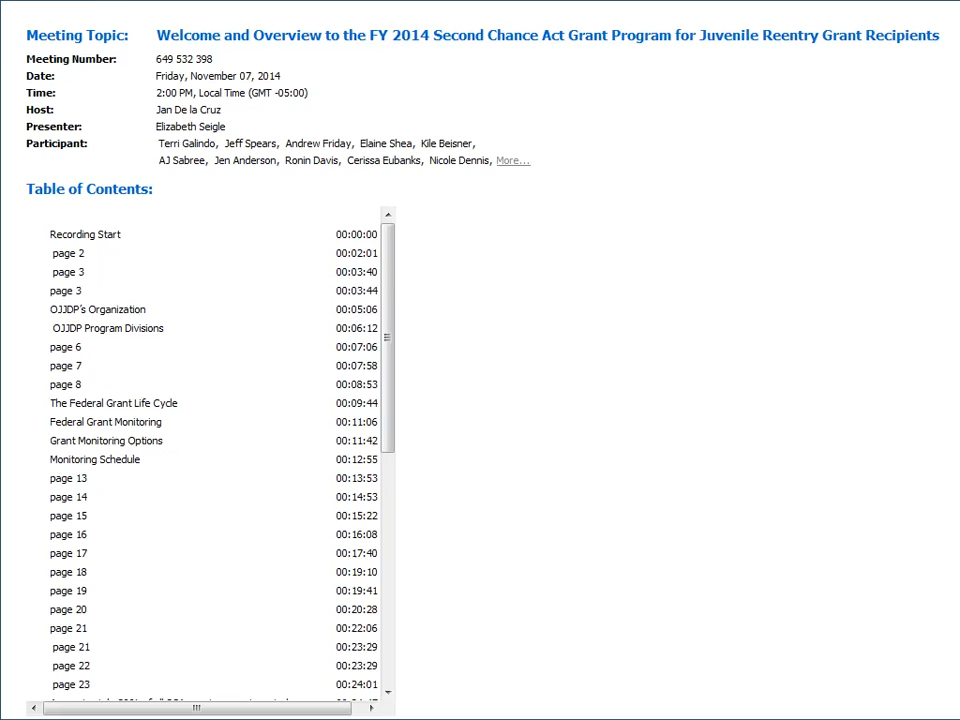 Meeting Topic: Welcome and Overview to the FY 2014 Second Chance Act Grant Program for Juvenile Reentry Grant Recipients
Meeting Number: 649 532 398
Date: Friday, November 07, 2014
Time: 2:00 PM, Local Time (GMT -05:00)
Host: Jan De la Cruz
Presenter: Elizabeth Seigle
Participant: Terri Galindo, Jeff Spears, Andrew Friday, Elaine Shea, Kile Beisner,
AJ Sabree, Jen Anderson, Ronin Davis, Cerissa Eubanks, Nicole Dennis, More...
Table of Contents:
Recording Start 00:00:00
page 2 00:02:01
page 3 00:03:40
page 3 00:03:44
OJJDP's Organization 00:05:06
OJJDP Program Divisions 00:06:12
page 6 00:07:06
page 7 00:07:58
page 8 00:08:53
The Federal Grant Life Cycle 00:09:44
Federal Grant Monitoring 00:11:06
Grant Monitoring Options 00:11:42
Monitoring Schedule 00:12:55
page 13 00:13:53
page 14 00:14:53
page 15 00:15:22
page 16 00:16:08
page 17 00:17:40
page 18 00:19:10
page 19 00:19:41
page 20 00:20:28
page 21 00:22:06
page 21 00:23:29
page 22 00:23:29
page 23 00:24:01